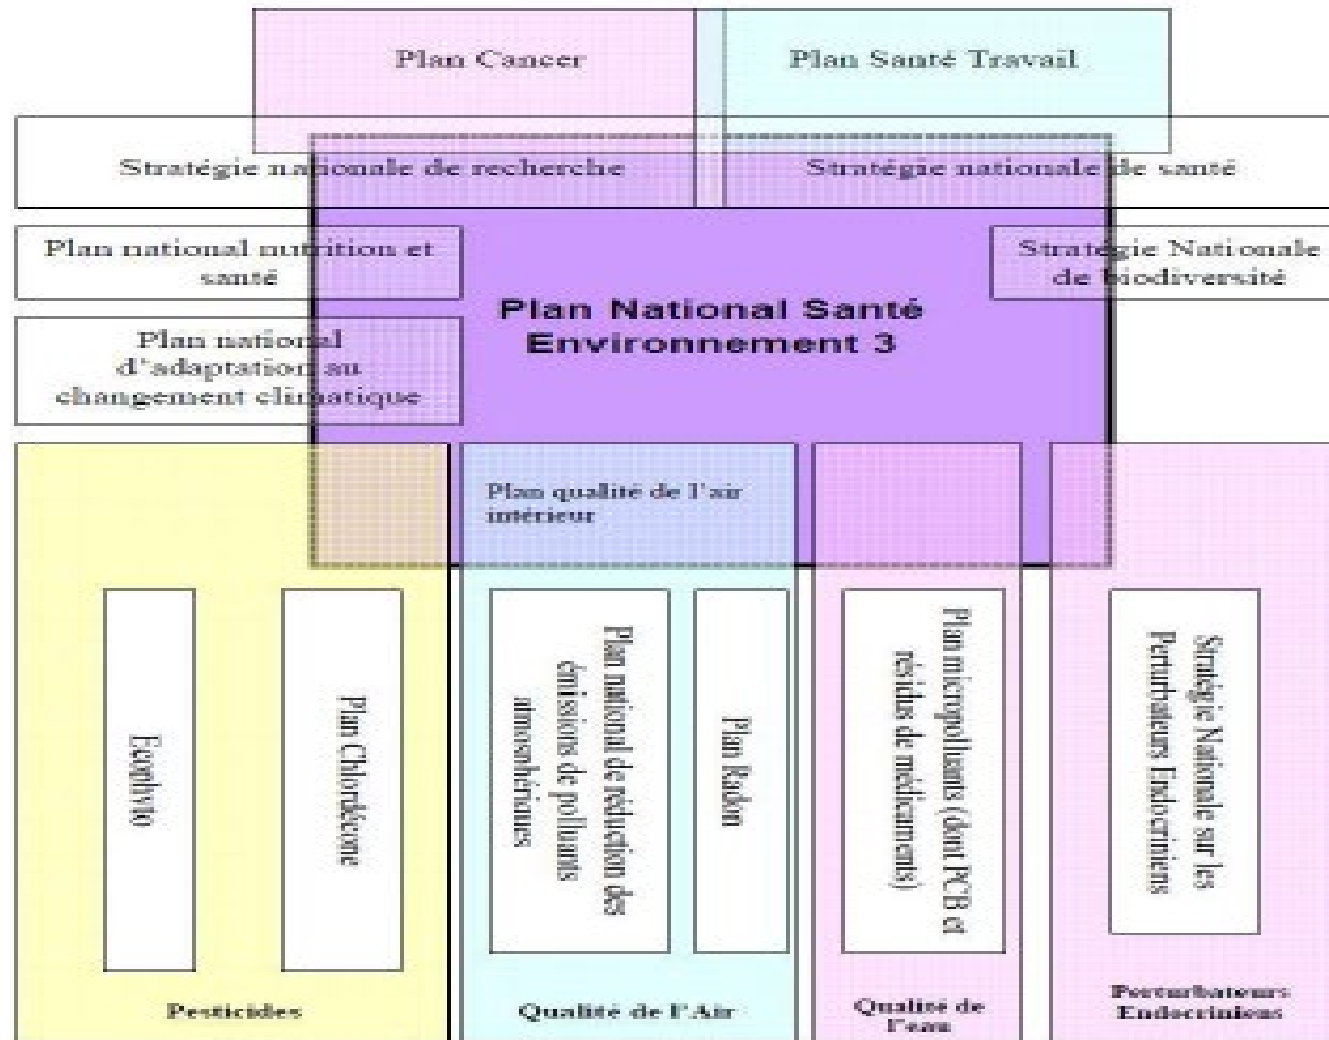 Plan Cancer
Plan Santé Travail
Stratégie nationale de recherche
Stratégie nationale de santé
Plan national nutrition et
santé
Stratégie Nationale
de biodiversité
Plan National Santé
Environnement 3
Plan national
d'adaptation au
changement climatique
Plan qualité de l'air
intérieur
Ecophyto
Plan Chlordécone
Plan national de réduction des
émissions de polluants
atmosphériques
Plan Radon
Plan micropolluants (dont PCB et
résidus de médicaments)
Stratégie Nationale sur les
Perturbateurs Endocriniens
Pesticides
Qualité de l'Air
Qualité de
l'eau
Perturbateurs
Endocriniens